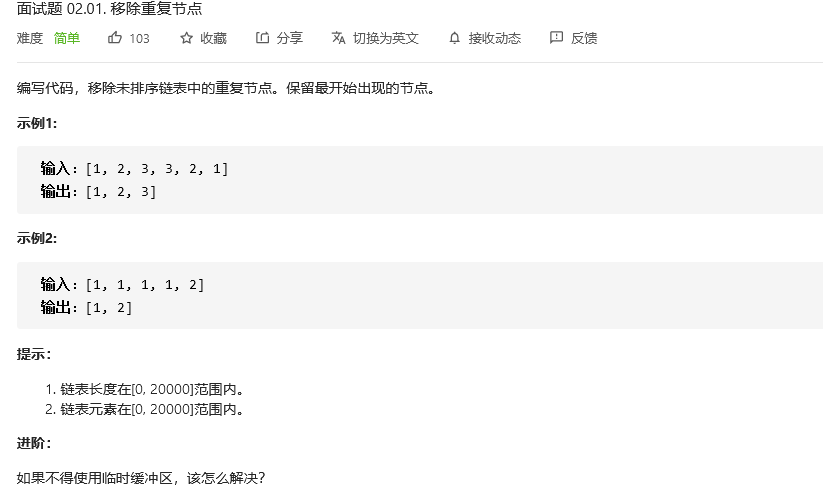 面试题 02.01. 移除重复节点
难度 简单 103 收藏 分享 切换为英文 接收动态 反馈
编写代码，移除未排序链表中的重复节点。保留最开始出现的节点。
示例1:
输入：[1, 2, 3, 3, 2, 1]
输出：[1, 2, 3]
示例2:
输入：[1, 1, 1, 1, 2]
输出：[1, 2]
提示：
1. 链表长度在[0, 20000]范围内。
2. 链表元素在[0, 20000]范围内。
进阶：
如果不得使用临时缓冲区，该怎么解决？